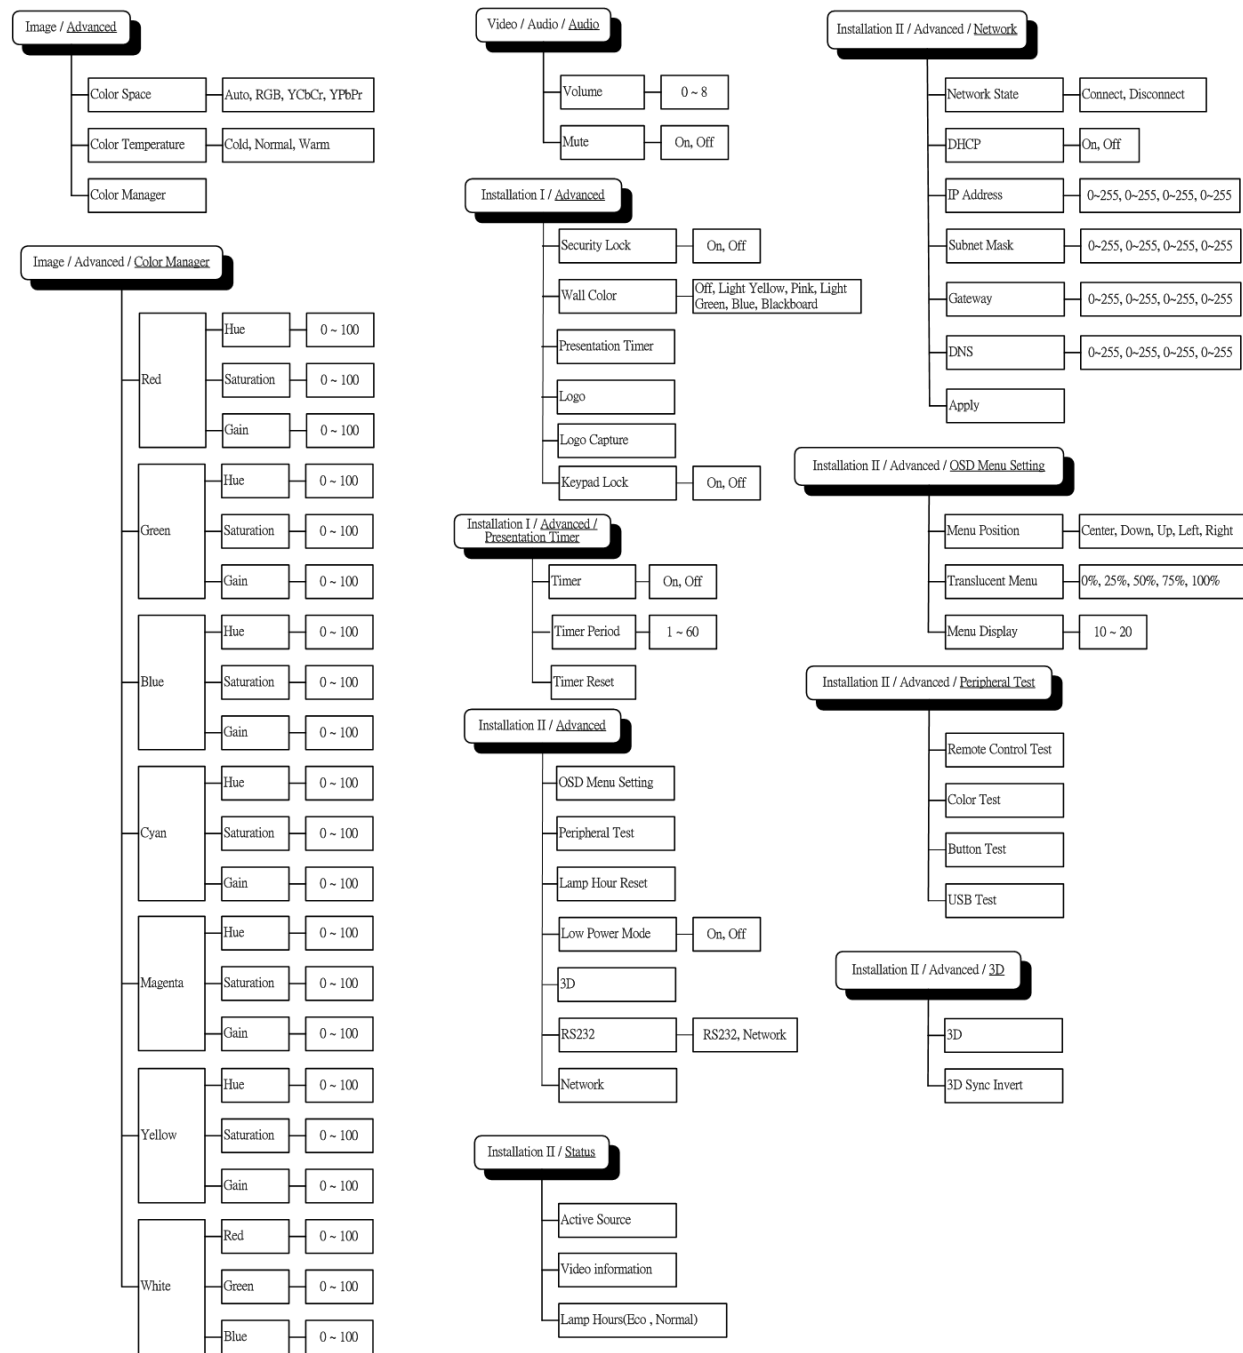 Image / Advanced
Color Space
Auto, RGB, YCbCr, YPbPr
Color Temperature
Cold, Normal, Warm
Color Manager
Image / Advanced / Color Manager
Red
Hue
0 ~ 100
Saturation
0 ~ 100
Gain
0 ~ 100
Green
Hue
0 ~ 100
Saturation
0 ~ 100
Gain
0 ~ 100
Blue
Hue
0 ~ 100
Saturation
0 ~ 100
Gain
0 ~ 100
Cyan
Hue
0 ~ 100
Saturation
0 ~ 100
Gain
0 ~ 100
Magenta
Hue
0 ~ 100
Saturation
0 ~ 100
Gain
0 ~ 100
Yellow
Hue
0 ~ 100
Saturation
0 ~ 100
Gain
0 ~ 100
White
Red
0 ~ 100
Green
0 ~ 100
Blue
0 ~ 100
Video / Audio / Audio
Volume
0 ~ 8
Mute
On, Off
Installation I / Advanced
Security Lock
On, Off
Wall Color
Off, Light Yellow, Pink, Light
Green, Blue, Blackboard
Presentation Timer
Logo
Logo Capture
Keypad Lock
On, Off
Installation I / Advanced /
Presentation Timer
Timer
On, Off
Timer Period
1 ~ 60
Timer Reset
Installation II / Advanced
OSD Menu Setting
Peripheral Test
Lamp Hour Reset
Low Power Mode
On, Off
3D
RS232
RS232, Network
Network
Installation II / Status
Active Source
Video information
Lamp Hours(Eco , Normal)
Installation II / Advanced / Network
Network State
Connect, Disconnect
DHCP
On, Off
IP Address
0~255, 0~255, 0~255, 0~255
Subnet Mask
0~255, 0~255, 0~255, 0~255
Gateway
0~255, 0~255, 0~255, 0~255
DNS
0~255, 0~255, 0~255, 0~255
Apply
Installation II / Advanced / OSD Menu Setting
Menu Position
Center, Down, Up, Left, Right
Translucent Menu
0%, 25%, 50%, 75%, 100%
Menu Display
10 ~ 20
Installation II / Advanced / Peripheral Test
Remote Control Test
Color Test
Button Test
USB Test
Installation II / Advanced / 3D
3D
3D Sync Invert